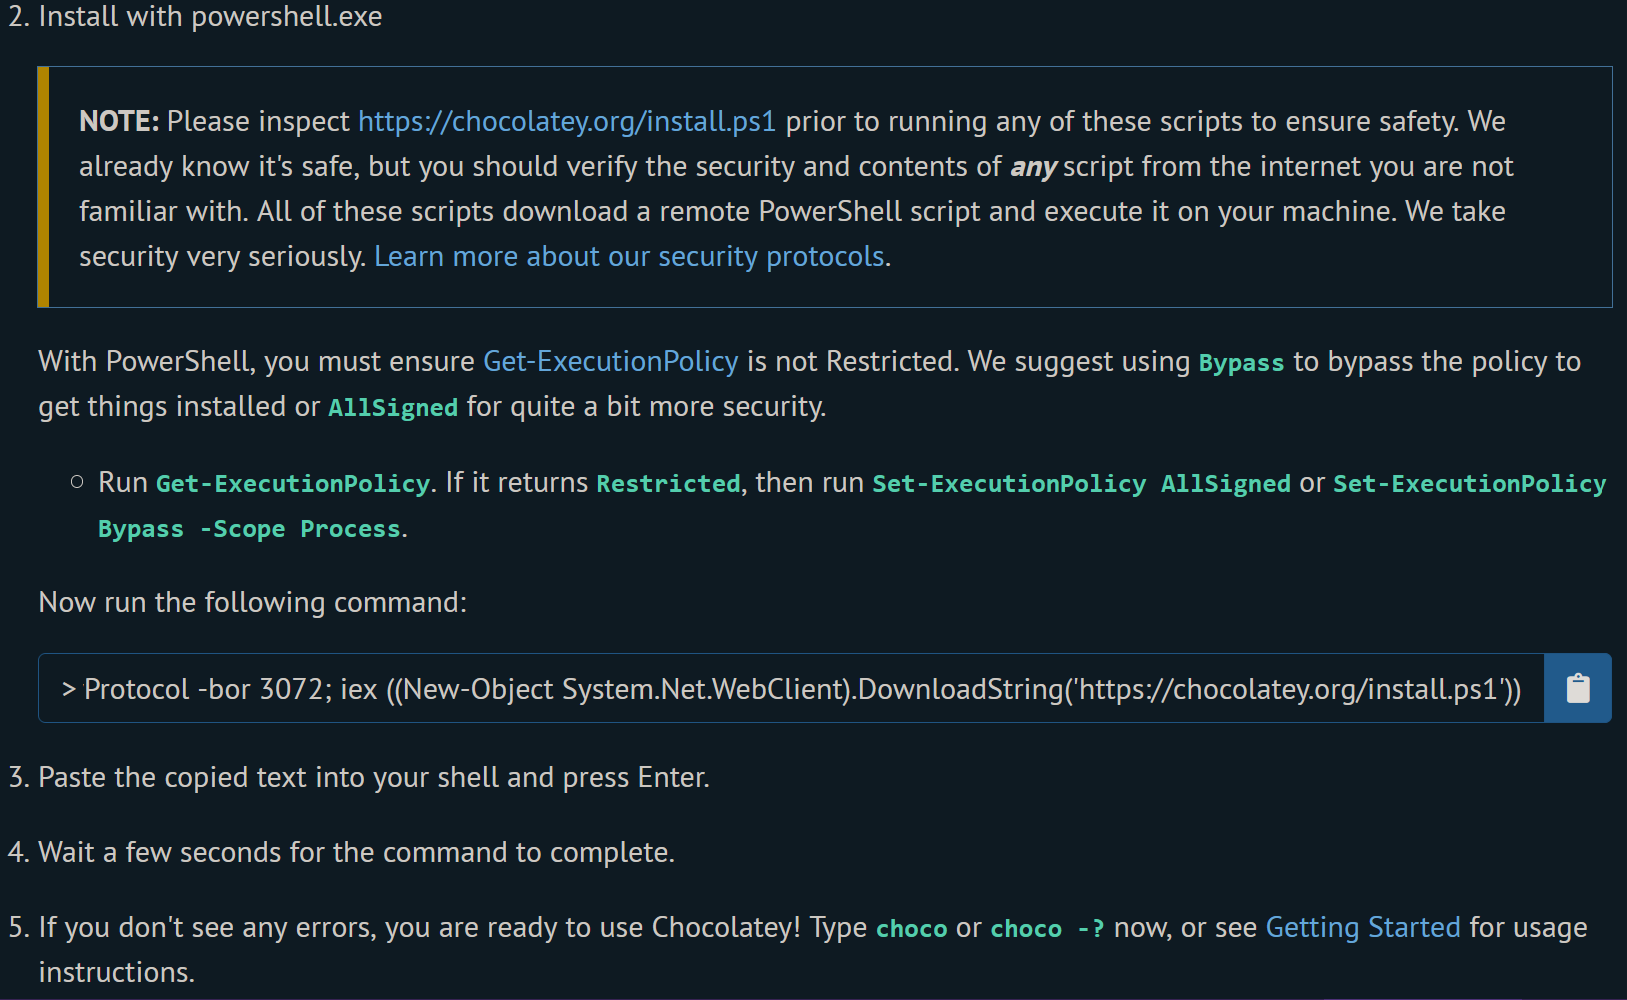 2. Install with powershell.exe
NOTE: Please inspect https://chocolatey.org/install.ps1 prior to running any of these scripts to ensure safety. We
already know it's safe, but you should verify the security and contents of any script from the internet you are not
familiar with. All of these scripts download a remote PowerShell script and execute it on your machine. We take
security very seriously. Learn more about our security protocols.
With PowerShell, you must ensure Get-ExecutionPolicy is not Restricted. We suggest using Bypass to bypass the policy to
get things installed or AllSigned for quite a bit more security.
Run Get-ExecutionPolicy. If it returns Restricted, then run Set-ExecutionPolicy AllSigned or Set-ExecutionPolicy
Bypass -Scope Process.
Now run the following command:
> Protocol -bor 3072; iex ((New-Object System.Net.WebClient).DownloadString('https://chocolatey.org/install.ps1'))
3. Paste the copied text into your shell and press Enter.
4. Wait a few seconds for the command to complete.
5. If you don't see any errors, you are ready to use Chocolatey! Type choco or choco -? now, or see Getting Started for usage
instructions.